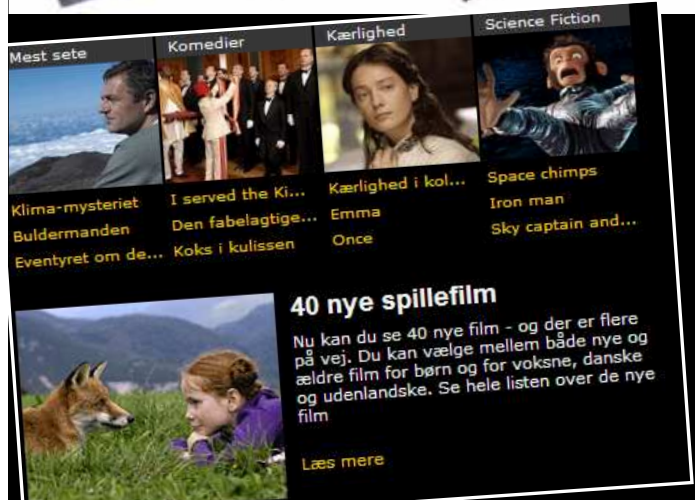 Mest sete
Komedier
Kærlighed
Science Fiction
Klima-mysteriet
Buldermanden
Eventyret om de...
I served the Ki...
Den fabelagtige...
Koks i kulissen
Kærlighed i kol...
Emma
Once
Space chimps
Iron man
Sky captain and...
40 nye spillefilm
Nu kan du se 40 nye film - og der er flere
på vej. Du kan vælge mellem både nye og
ældre film for børn og for voksne, danske
og udenlandske. Se hele listen over de nye
film
Læs mere